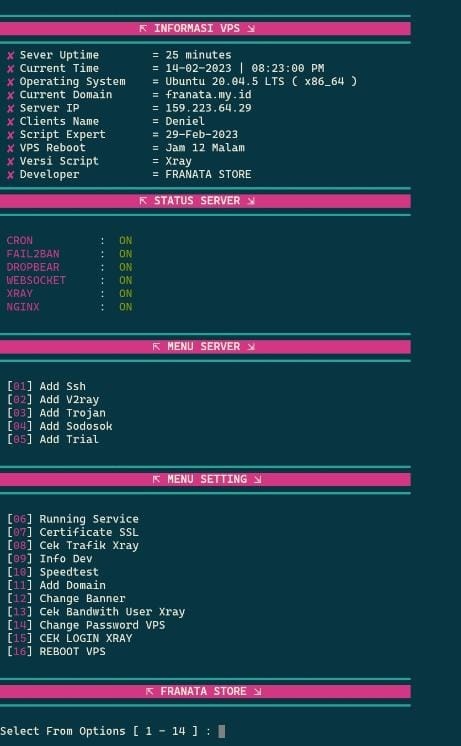 ⇱ INFORMASI VPS ⇲
✘ Sever Uptime = 25 minutes
✘ Current Time = 14-02-2023 | 08:23:00 PM
✘ Operating System = Ubuntu 20.04.5 LTS ( x86_64 )
✘ Current Domain = franata.my.id
✘ Server IP = 159.223.64.29
✘ Clients Name = Deniel
✘ Script Expert = 29-Feb-2023
✘ VPS Reboot = Jam 12 Malam
✘ Versi Script = Xray
✘ Developer = FRANATA STORE
⇱ STATUS SERVER ⇲
CRON : ON
FAIL2BAN : ON
DROPBEAR : ON
WEBSOCKET : ON
XRAY : ON
NGINX : ON
⇱ MENU SERVER ⇲
[01] Add Ssh
[02] Add V2ray
[03] Add Trojan
[04] Add Sodosok
[05] Add Trial
⇱ MENU SETTING ⇲
[06] Running Service
[07] Certificate SSL
[08] Cek Trafik Xray
[09] Info Dev
[10] Speedtest
[11] Add Domain
[12] Change Banner
[13] Cek Bandwith User Xray
[14] Change Password VPS
[15] CEK LOGIN XRAY
[16] REBOOT VPS
⇱ FRANATA STORE ⇲
Select From Options [ 1 - 14 ] :